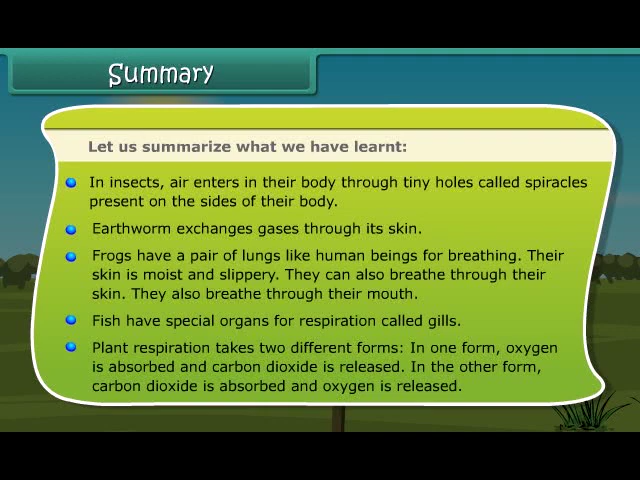 Summary
Let us summarize what we have learnt:
In insects, air enters in their body through tiny holes called spiracles
present on the sides of their body.
Earthworm exchanges gases through its skin.
Frogs have a pair of lungs like human beings for breathing. Their
skin is moist and slippery. They can also breathe through their
skin. They also breathe through their mouth.
Fish have special organs for respiration called gills.
Plant respiration takes two different forms: In one form, oxygen
is absorbed and carbon dioxide is released. In the other form,
carbon dioxide is absorbed and oxygen is released.